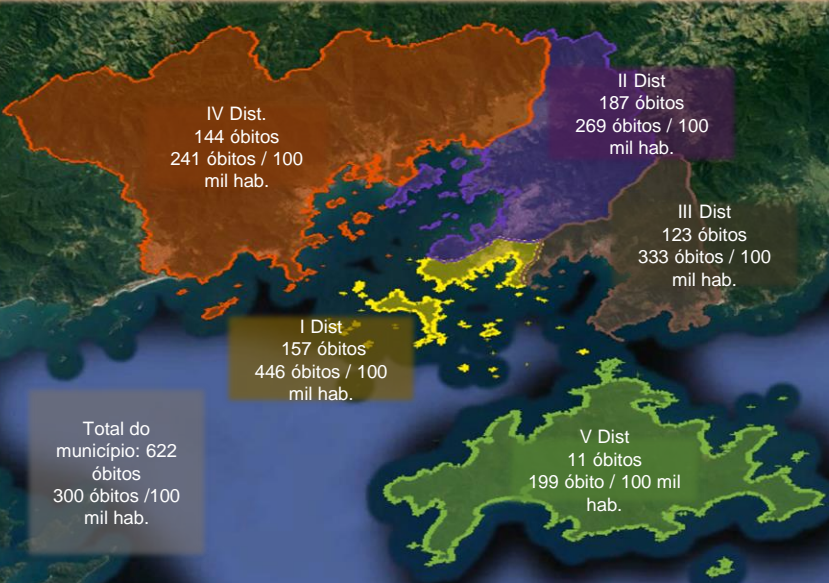 IV Dist.
144 óbitos
241 óbitos / 100
mil hab.
II Dist
187 óbitos
269 óbitos / 100
mil hab.
III Dist
123 óbitos
333 óbitos / 100
mil hab.
I Dist
157 óbitos
446 óbitos / 100
mil hab.
Total do
município: 622
óbitos
300 óbitos /100
mil hab.
V Dist
11 óbitos
199 óbito / 100 mil
hab.